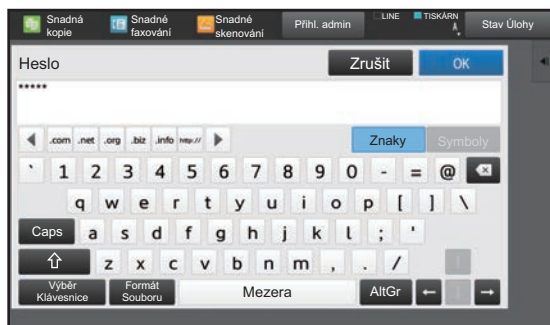 Snadná kopie
Snadné faxování
Snadné skenování
Přihl. admin
LINE
TISKÁRN
Stav Úlohy
Heslo
Zrušit
OK
*****
.com .net .org .biz .info http://
Znaky
Symboly
` 1 2 3 4 5 6 7 8 9 0 - = @
q w e r t y u i o p [ ] \
Caps a s d f g h j k l ; '
z x c v b n m , . /
Výběr Klávesnice
Formát Souboru
Mezera
AltGr